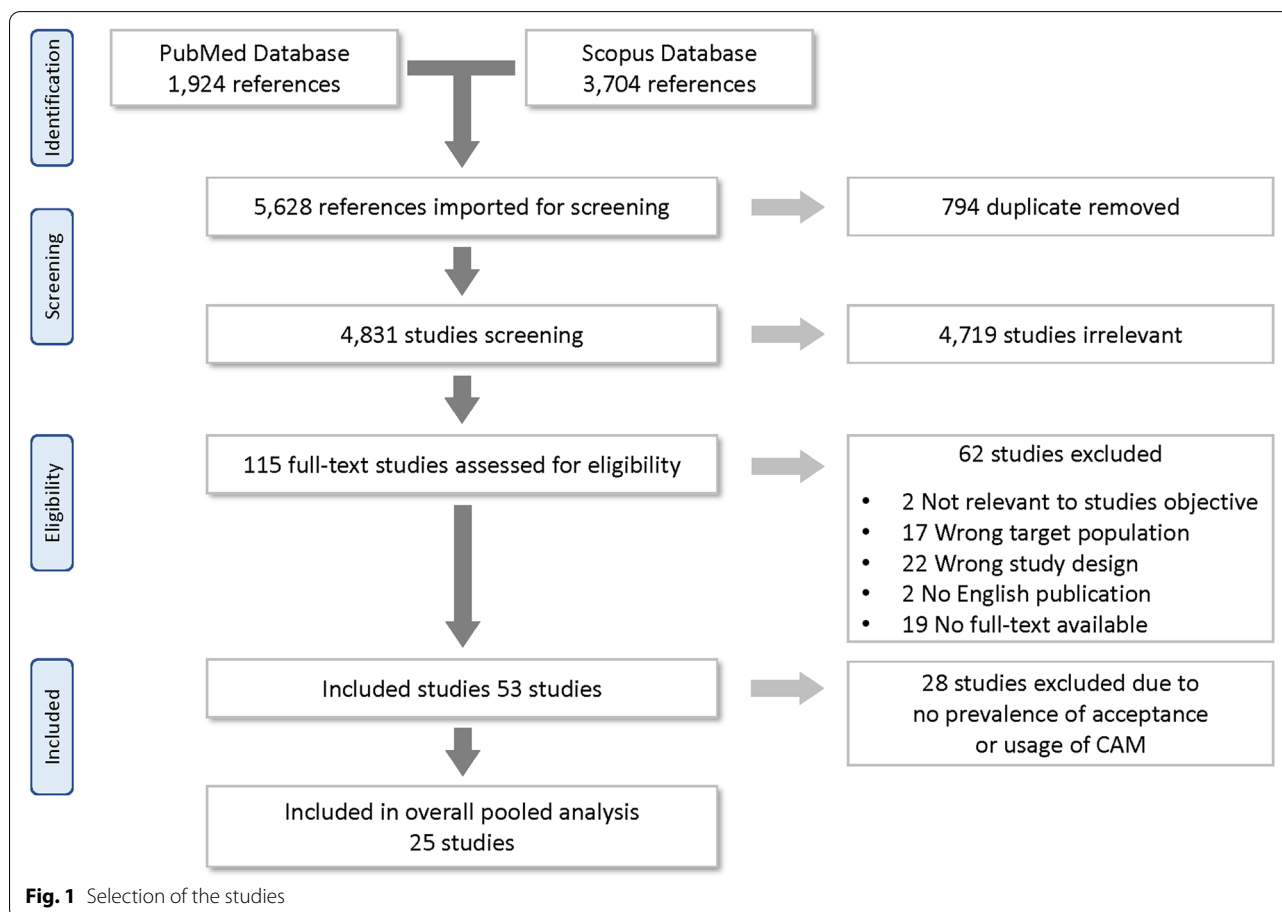 Identification
PubMed Database
1,924 references
Scopus Database
3,704 references
Screening
5,628 references imported for screening
794 duplicate removed
4,831 studies screening
4,719 studies irrelevant
Eligibility
115 full-text studies assessed for eligibility
62 studies excluded
• 2 Not relevant to studies objective
• 17 Wrong target population
• 22 Wrong study design
• 2 No English publication
• 19 No full-text available
Included
Included studies 53 studies
28 studies excluded due to
no prevalence of acceptance
or usage of CAM
Included in overall pooled analysis
25 studies
Fig. 1 Selection of the studies